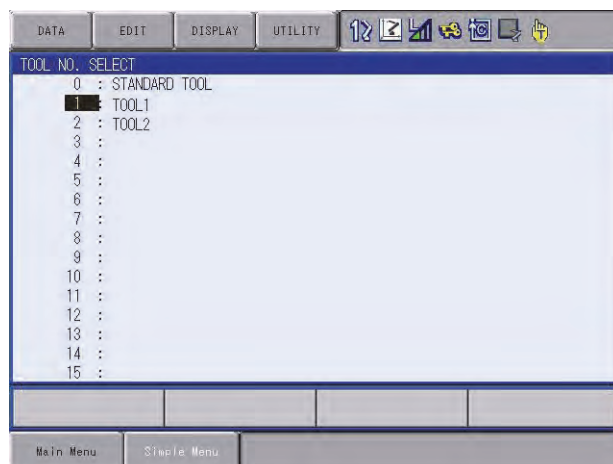 DATA EDIT DISPLAY UTILITY
TOOL NO. SELECT
0 : STANDARD TOOL
1 : TOOL1
2 : TOOL2
3 :
4 :
5 :
6 :
7 :
8 :
9 :
10 :
11 :
12 :
13 :
14 :
15 :
Main Menu Simple Menu